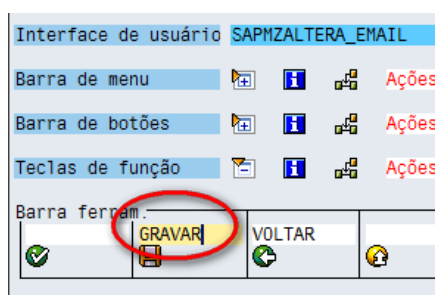 Interface de usuário SAPMZALTERA_EMAIL
Barra de menu Ações
Barra de botões Ações
Teclas de função Ações
Barra ferram.
GRAVAR VOLTAR